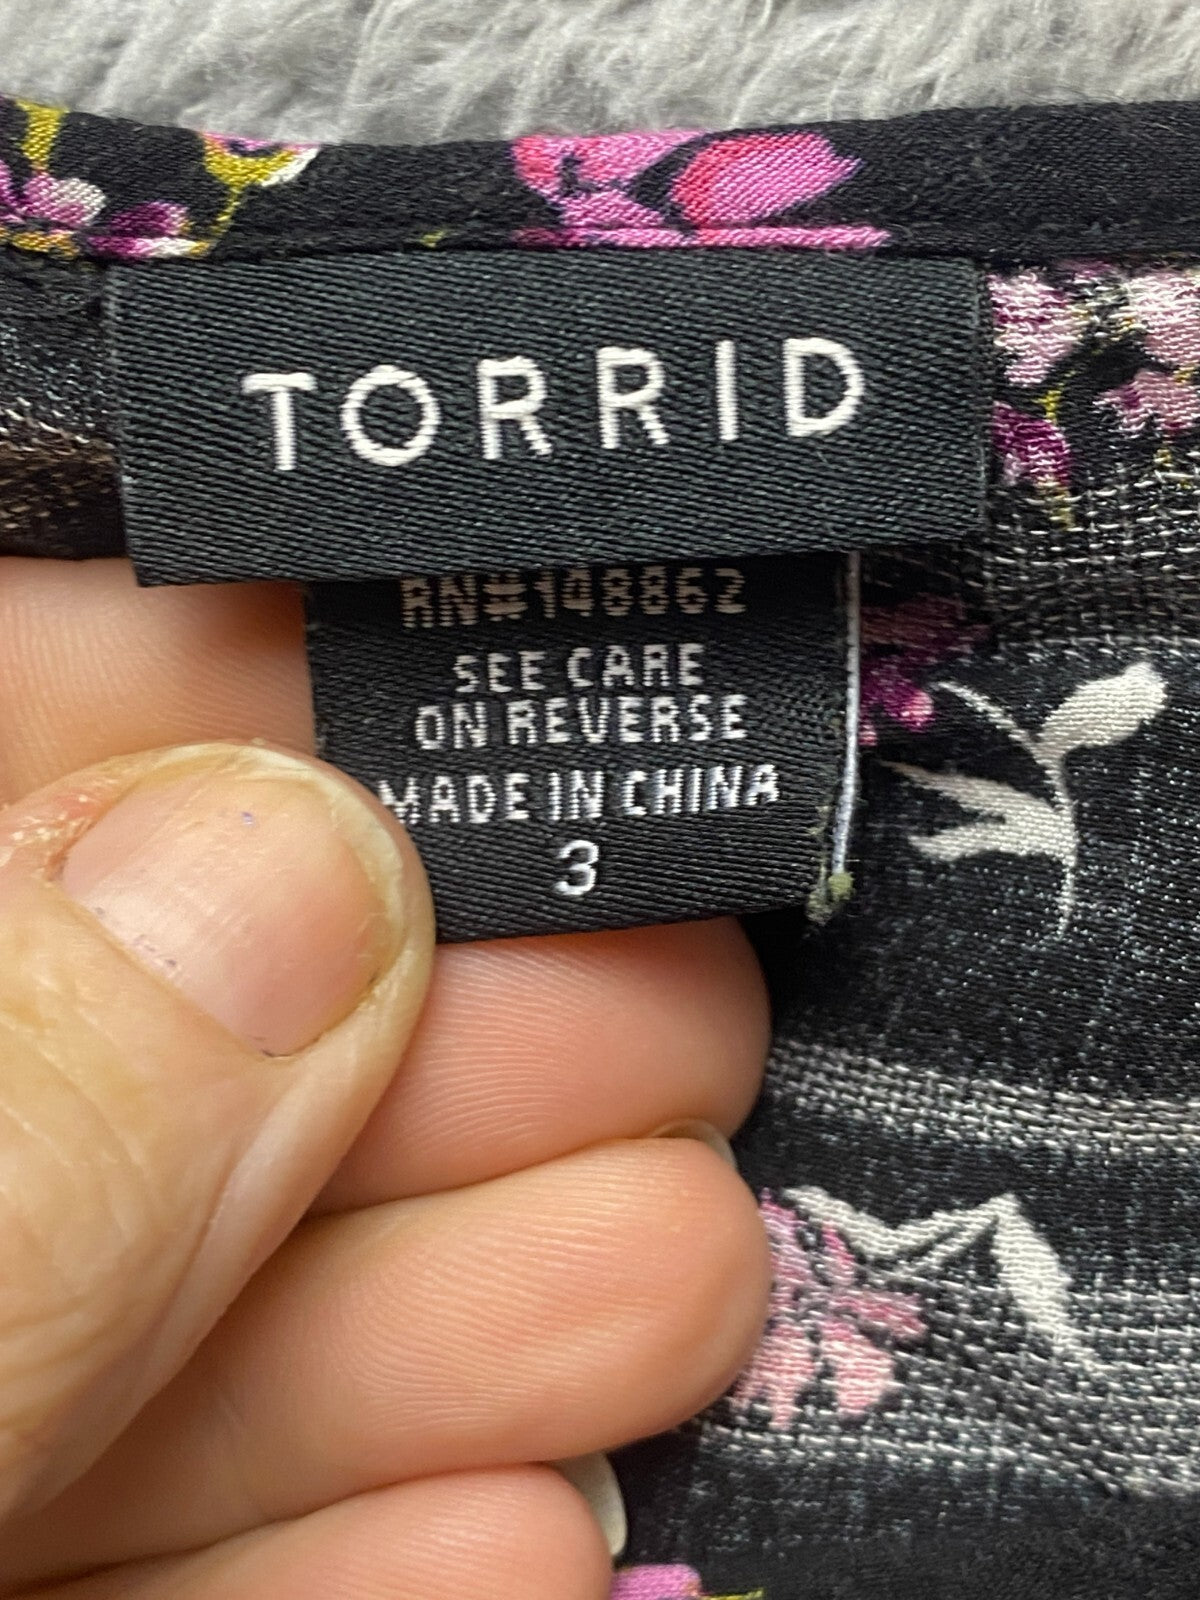 TORRID
RN#148862
SEE CARE
ON REVERSE
MADE IN CHINA
3